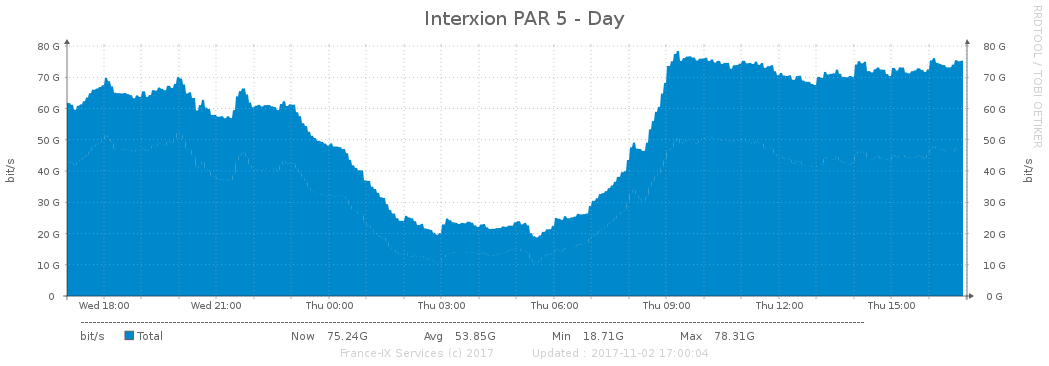 Interxion PAR 5 - Day
RRDTOOL / TOBI OETIKER
bit/s
80 G
70 G
60 G
50 G
40 G
30 G
20 G
10 G
0
80 G
70 G
60 G
50 G
40 G
30 G
20 G
10 G
0 G
bit/s
Wed 18:00 Wed 21:00 Thu 00:00 Thu 03:00 Thu 06:00 Thu 09:00 Thu 12:00 Thu 15:00
bit/s Total Now 75.24G Avg 53.85G Min 18.71G Max 78.31G
France-IX Services (c) 2017 Updated : 2017-11-02 17:00:04